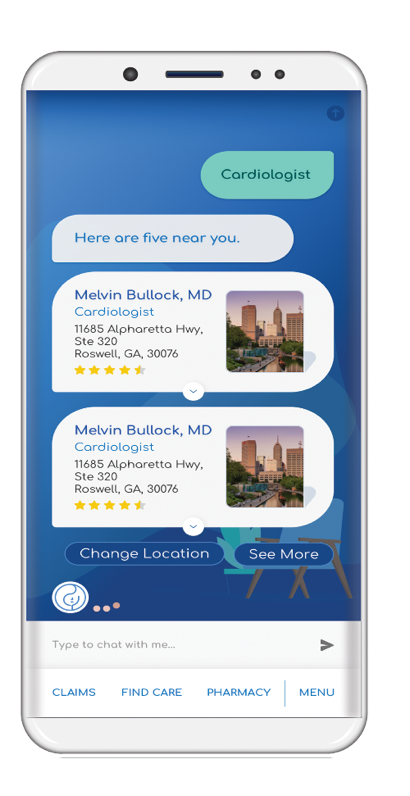 Cardiologist
Here are five near you.
Melvin Bullock, MD
Cardiologist
11685 Alpharetta Hwy,
Ste 320
Roswell, GA, 30076
Melvin Bullock, MD
Cardiologist
11685 Alpharetta Hwy,
Ste 320
Roswell, GA, 30076
Change Location
See More
Type to chat with me...
CLAIMS
FIND CARE
PHARMACY
MENU